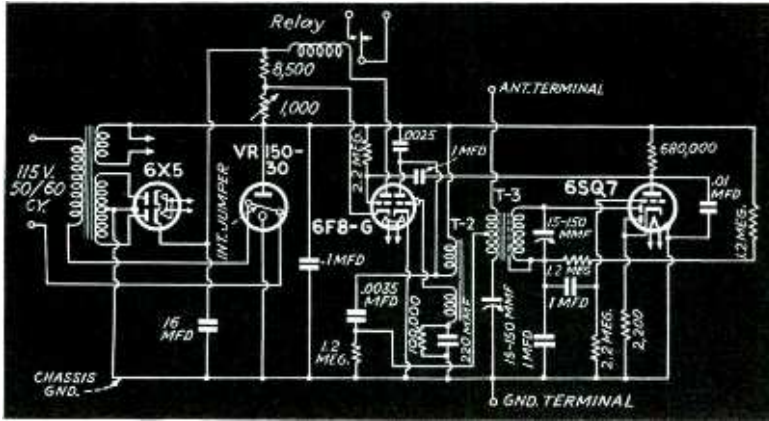 Relay
8,500
1,000
ANT. TERMINAL
115 V.
50/60
CY.
6X5
VR 150-
30
INT. JUMPER
2.2 MEG.
.0025
1 MFD
6F8-G
T-2
T-3
680,000
6SQ7
.01
MFD
15-150
MMF
1.2 MEG.
1.2 MEG
1 MFD
.1 MFD
.0035
MFD
16
MFD
1.2
MEG.
100,000
220 MMF
15-150 MMF
1 MFD
2.2 MEG.
2,200
CHASSIS
GND.
GND. TERMINAL